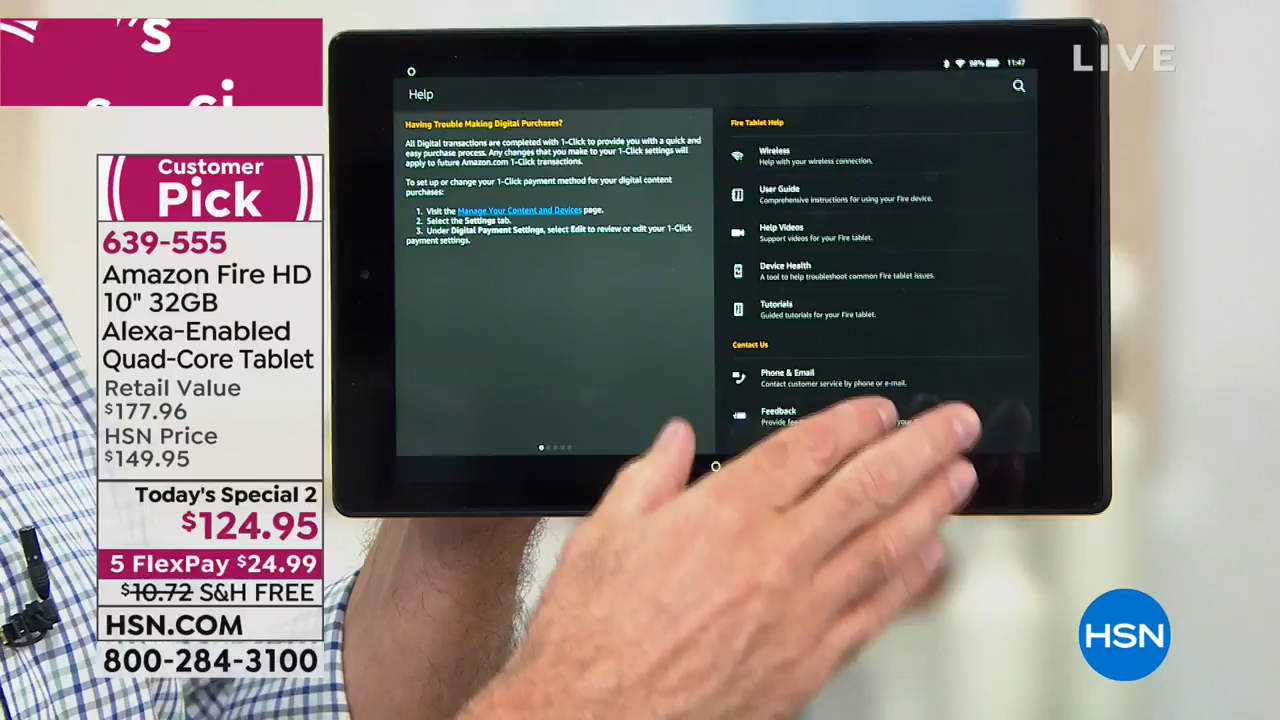 's
Customer
Pick
639-555
Amazon Fire HD
10" 32GB
Alexa-Enabled
Quad-Core Tablet
Retail Value
$177.96
HSN Price
$149.95
Today's Special 2
$124.95
5 FlexPay $24.99
$10.72 S&H FREE
HSN.COM
800-284-3100
98% 11:47
Help
Having Trouble Making Digital Purchases?
All Digital transactions are completed with 1-Click to provide you with a quick and
easy purchase process. Any changes that you make to your 1-Click settings will
apply to future Amazon.com 1-Click transactions.
To set up or change your 1-Click payment method for your digital content
purchases:
1. Visit the Manage Your Content and Devices page.
2. Select the Settings tab.
3. Under Digital Payment Settings, select Edit to review or edit your 1-Click
payment settings.
Fire Tablet Help
Wireless
Help with your wireless connection.
User Guide
Comprehensive instructions for using your Fire device.
Help Videos
Support videos for your Fire tablet.
Device Health
A tool to help troubleshoot common Fire tablet issues.
Tutorials
Guided tutorials for your Fire tablet.
Contact Us
Phone & Email
Contact customer service by phone or e-mail.
Feedback
Provide
LIVE
HSN